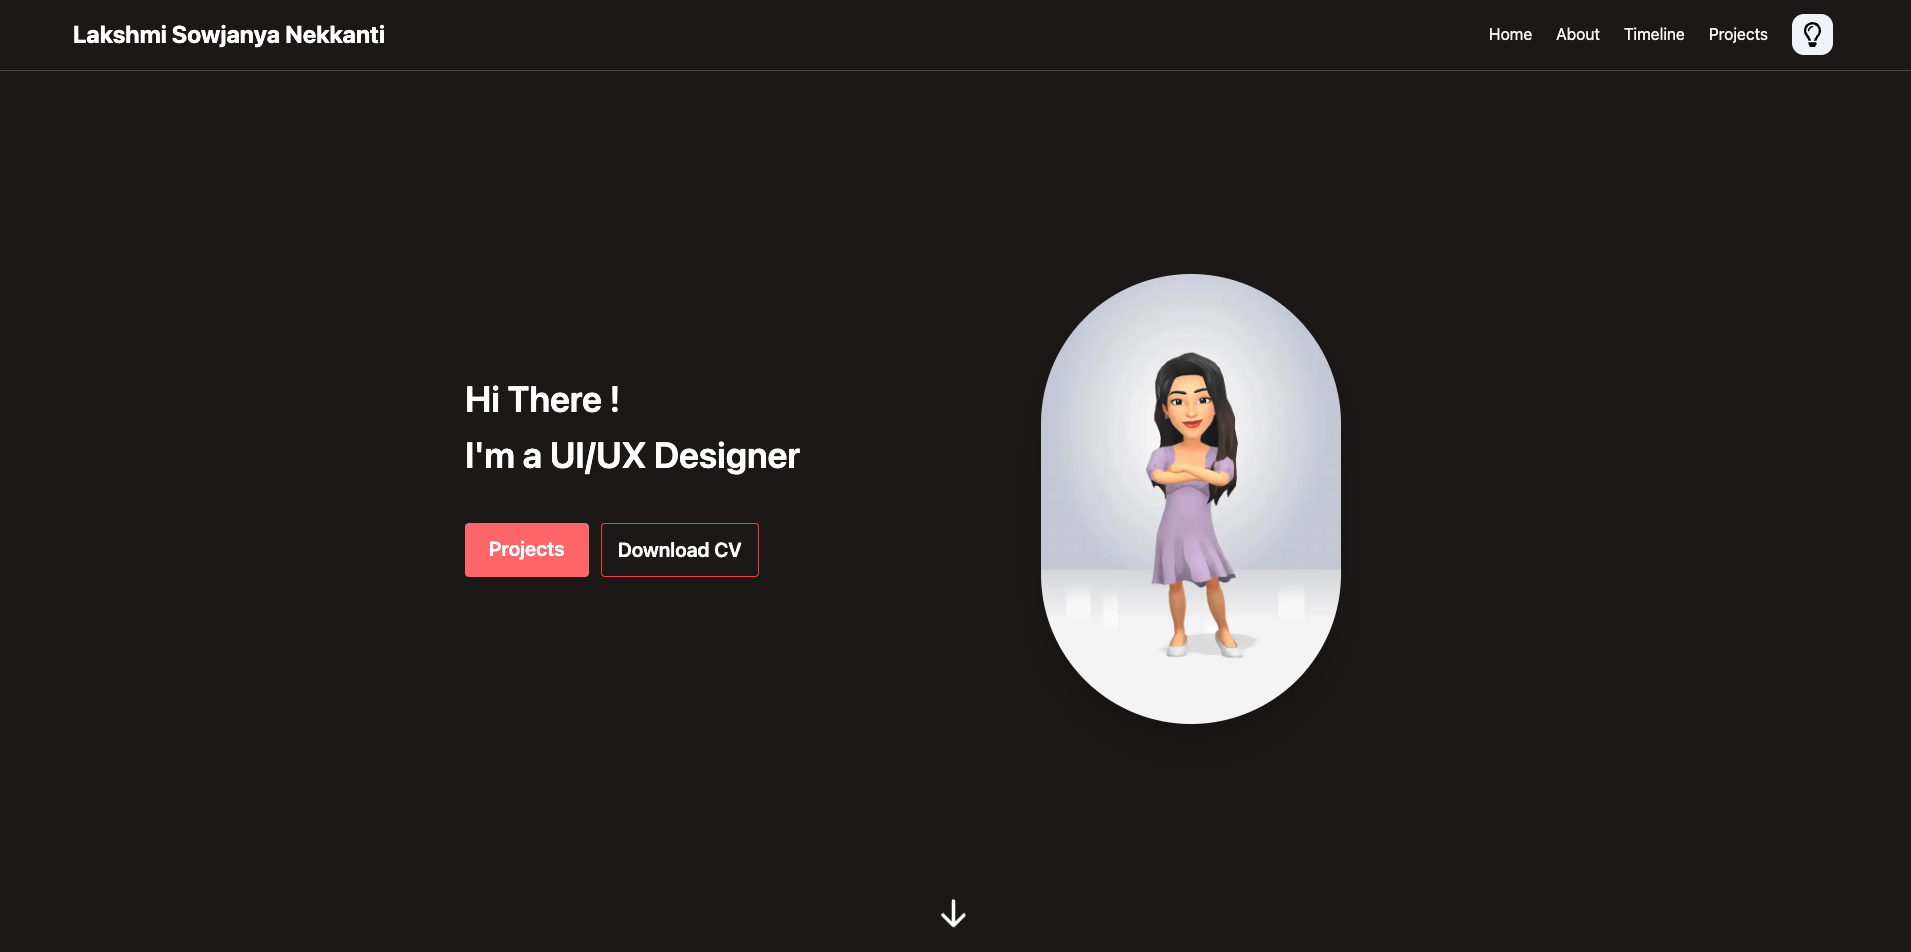 Lakshmi Sowjanya Nekkanti
Home About Timeline Projects
Hi There !
I'm a UI/UX Designer
Projects Download CV